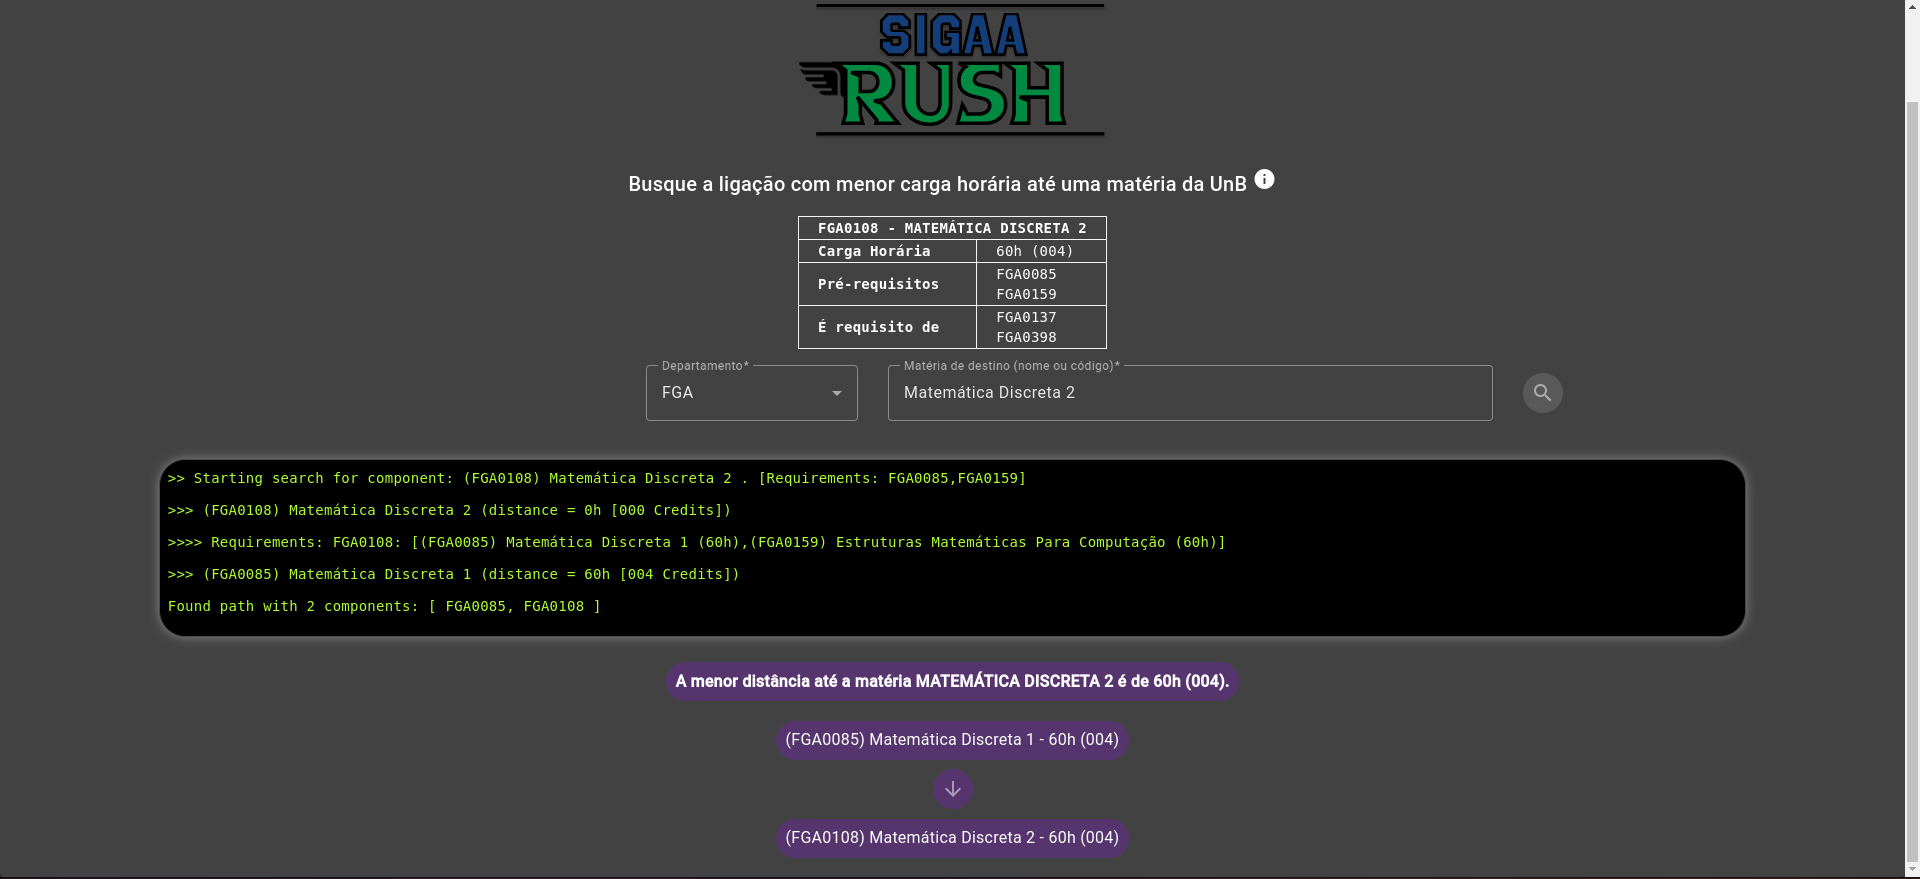 SIGAA
RUSH
Busque a ligação com menor carga horária até uma matéria da UnB
FGA0108 - MATEMÁTICA DISCRETA 2
Carga Horária 60h (004)
Pré-requisitos FGA0085
FGA0159
É requisito de FGA0137
FGA0398
Departamento* Matéria de destino (nome ou código)*
FGA Matemática Discreta 2
>> Starting search for component: (FGA0108) Matemática Discreta 2 . [Requirements: FGA0085,FGA0159]
>>> (FGA0108) Matemática Discreta 2 (distance = 0h [000 Credits])
>>>> Requirements: FGA0108: [(FGA0085) Matemática Discreta 1 (60h),(FGA0159) Estruturas Matemáticas Para Computação (60h)]
>>> (FGA0085) Matemática Discreta 1 (distance = 60h [004 Credits])
Found path with 2 components: [ FGA0085, FGA0108 ]
A menor distância até a matéria MATEMÁTICA DISCRETA 2 é de 60h (004).
(FGA0085) Matemática Discreta 1 - 60h (004)
(FGA0108) Matemática Discreta 2 - 60h (004)